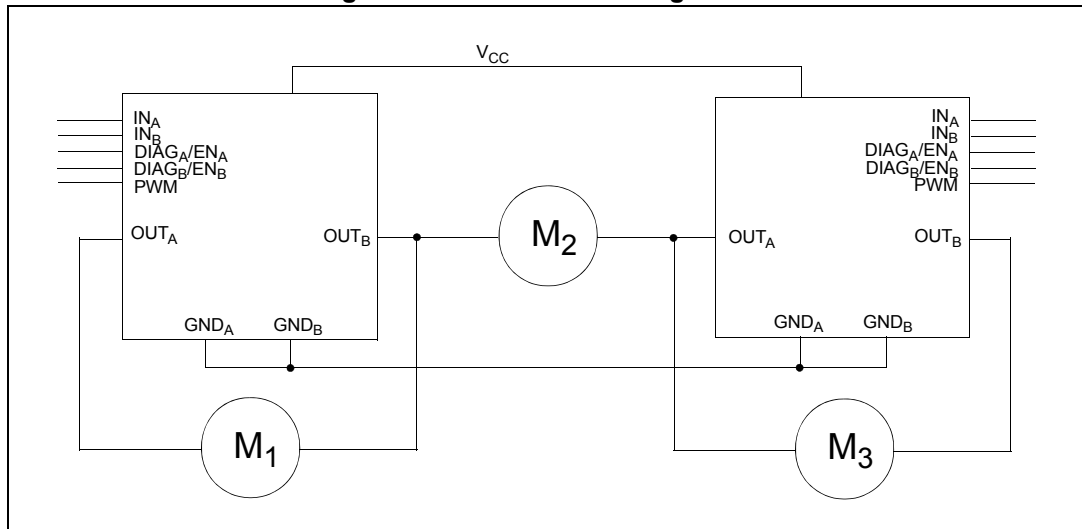 V_CC
IN_A
IN_B
DIAG_A/EN_A
DIAG_B/EN_B
PWM
OUT_A
OUT_B
GND_A GND_B
M_1
M_2
IN_A
IN_B
DIAG_A/EN_A
DIAG_B/EN_B
PWM
OUT_A
OUT_B
GND_A GND_B
M_3